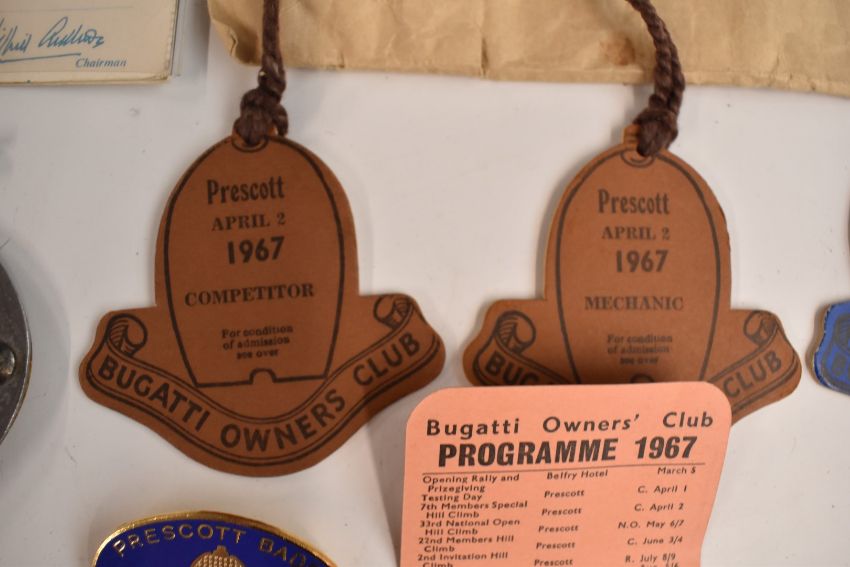 Chairman
Prescott
APRIL 2
1967
COMPETITOR
For condition
of admission
see over
BUGATTI OWNERS CLUB
Prescott
APRIL 2
1967
MECHANIC
For condition
of admission
see over
CLUB
Bugatti Owners' Club
PROGRAMME 1967
Opening Rally and Prizegiving Belfry Hotel March 5
Testing Day Prescott C. April 1
7th Members Special Hill Climb Prescott C. April 2
33rd National Open Hill Climb Prescott N.O. May 6/7
22nd Members Hill Climb Prescott C. June 3/4
2nd Invitation Hill Climb Prescott R. July 8/9
PRESCOTT